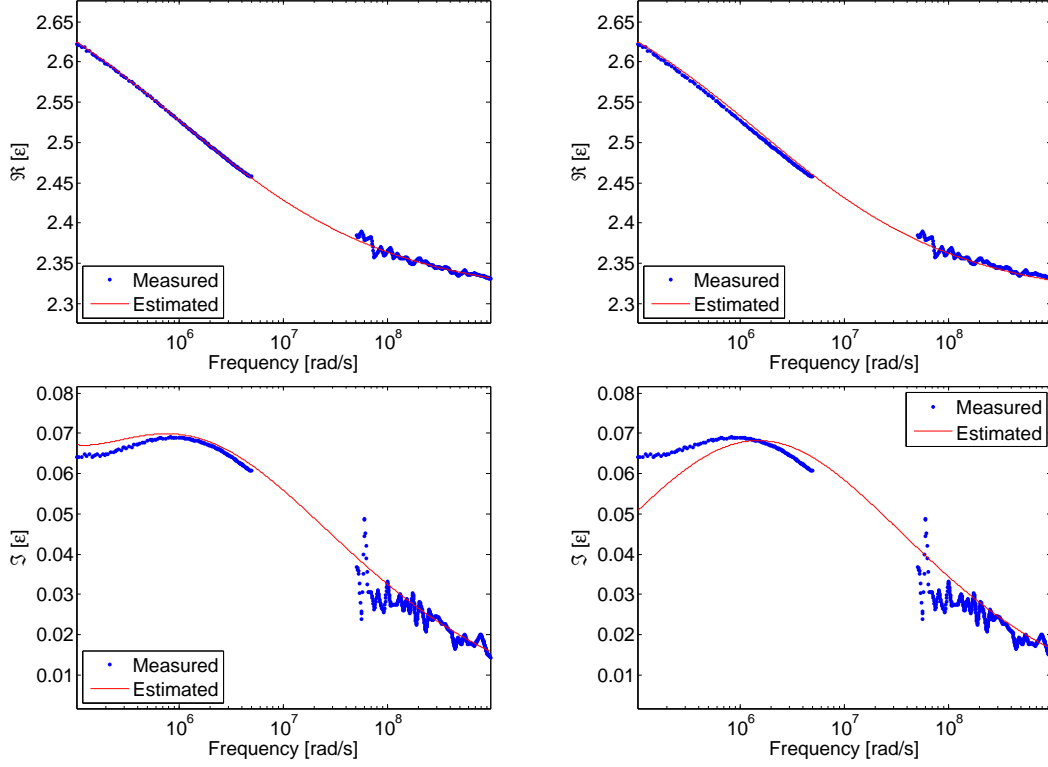 2.65
2.6
2.55
2.5
2.45
2.4
2.35
2.3
ℜ [ε]
Measured
Estimated
10^6
10^7
10^8
Frequency [rad/s]
2.65
2.6
2.55
2.5
2.45
2.4
2.35
2.3
ℜ [ε]
Measured
Estimated
10^6
10^7
10^8
Frequency [rad/s]
0.08
0.07
0.06
0.05
0.04
0.03
0.02
0.01
ℑ [ε]
Measured
Estimated
10^6
10^7
10^8
Frequency [rad/s]
0.08
0.07
0.06
0.05
0.04
0.03
0.02
0.01
ℑ [ε]
Measured
Estimated
10^6
10^7
10^8
Frequency [rad/s]